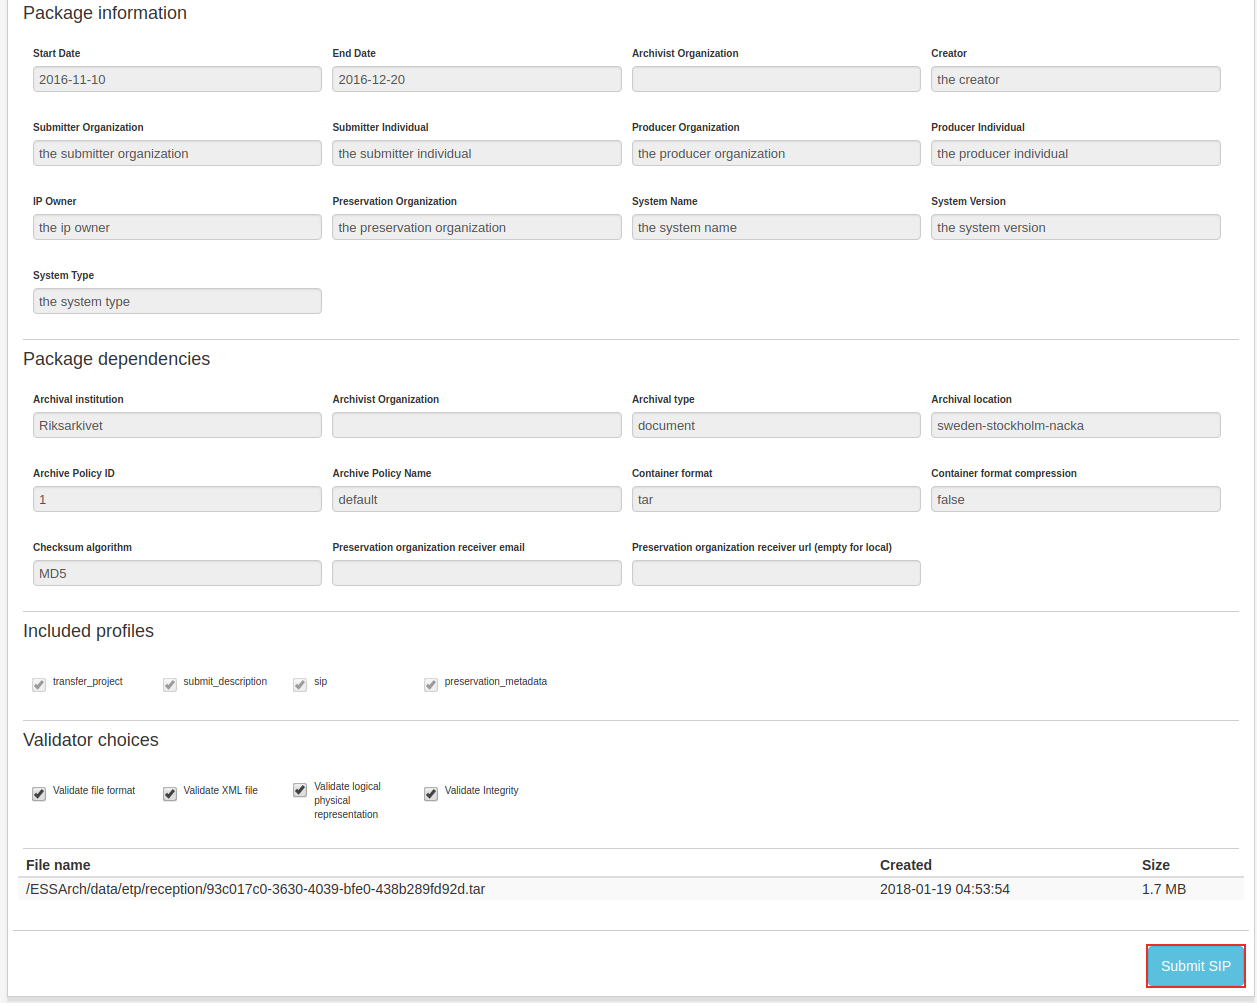 Package information
Start Date End Date Archivist Organization Creator
2016-11-10 2016-12-20 the creator
Submitter Organization Submitter Individual Producer Organization Producer Individual
the submitter organization the submitter individual the producer organization the producer individual
IP Owner Preservation Organization System Name System Version
the ip owner the preservation organization the system name the system version
System Type
the system type
Package dependencies
Archival institution Archivist Organization Archival type Archival location
Riksarkivet document sweden-stockholm-nacka
Archive Policy ID Archive Policy Name Container format Container format compression
1 default tar false
Checksum algorithm Preservation organization receiver email Preservation organization receiver url (empty for local)
MD5
Included profiles
transfer_project submit_description sip preservation_metadata
Validator choices
Validate file format Validate XML file Validate logical physical representation Validate Integrity
File name Created Size
/ESSArch/data/etp/reception/93c017c0-3630-4039-bfe0-438b289fd92d.tar 2018-01-19 04:53:54 1.7 MB
Submit SIP